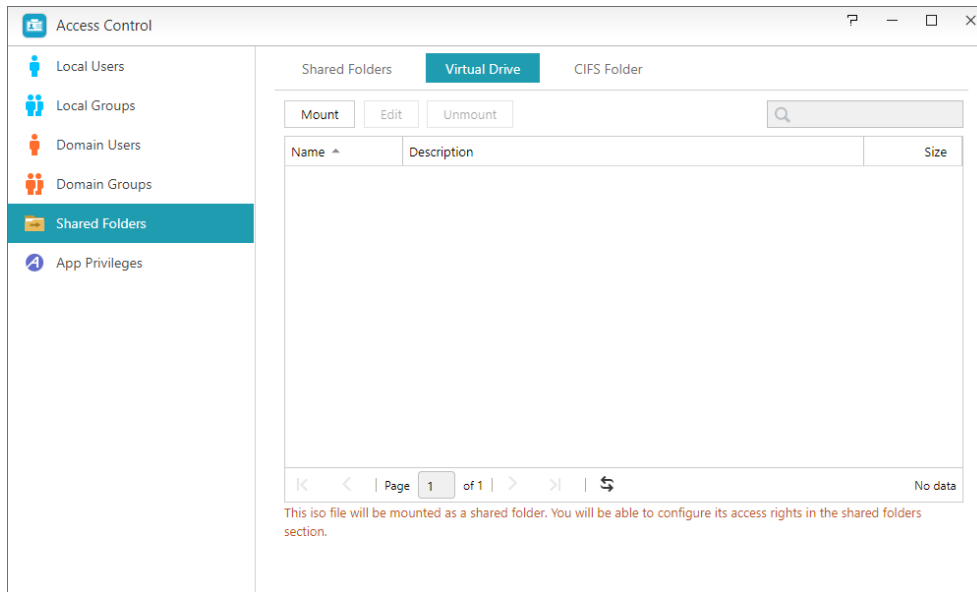 Access Control
Local Users
Local Groups
Domain Users
Domain Groups
Shared Folders
App Privileges
Shared Folders Virtual Drive CIFS Folder
Mount Edit Unmount
Name Description Size
Page 1 of 1 No data
This iso file will be mounted as a shared folder. You will be able to configure its access rights in the shared folders
section.